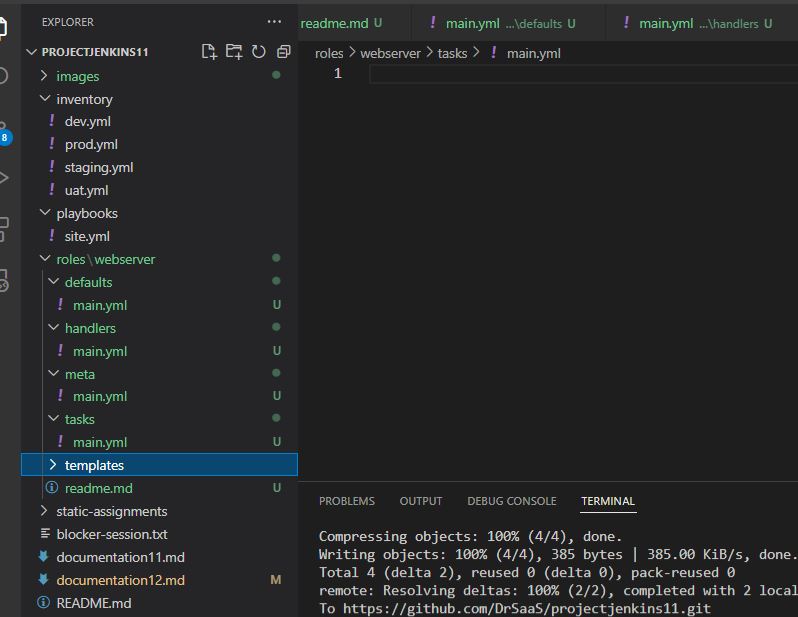 EXPLORER ···
PROJECTJENKINS11
images
inventory
! dev.yml
! prod.yml
! staging.yml
! uat.yml
playbooks
! site.yml
roles\webserver
defaults
! main.yml U
handlers
! main.yml U
meta
! main.yml U
tasks
! main.yml U
templates
readme.md U
static-assignments
blocker-session.txt
documentation11.md
documentation12.md M
README.md
8
readme.md U ! main.yml ...\defaults U ! main.yml ...\handlers U
roles > webserver > tasks > ! main.yml
1
PROBLEMS OUTPUT DEBUG CONSOLE TERMINAL
Compressing objects: 100% (4/4), done.
Writing objects: 100% (4/4), 385 bytes | 385.00 KiB/s, done.
Total 4 (delta 2), reused 0 (delta 0), pack-reused 0
remote: Resolving deltas: 100% (2/2), completed with 2 local
To https://github.com/DrSaaS/projectjenkins11.git